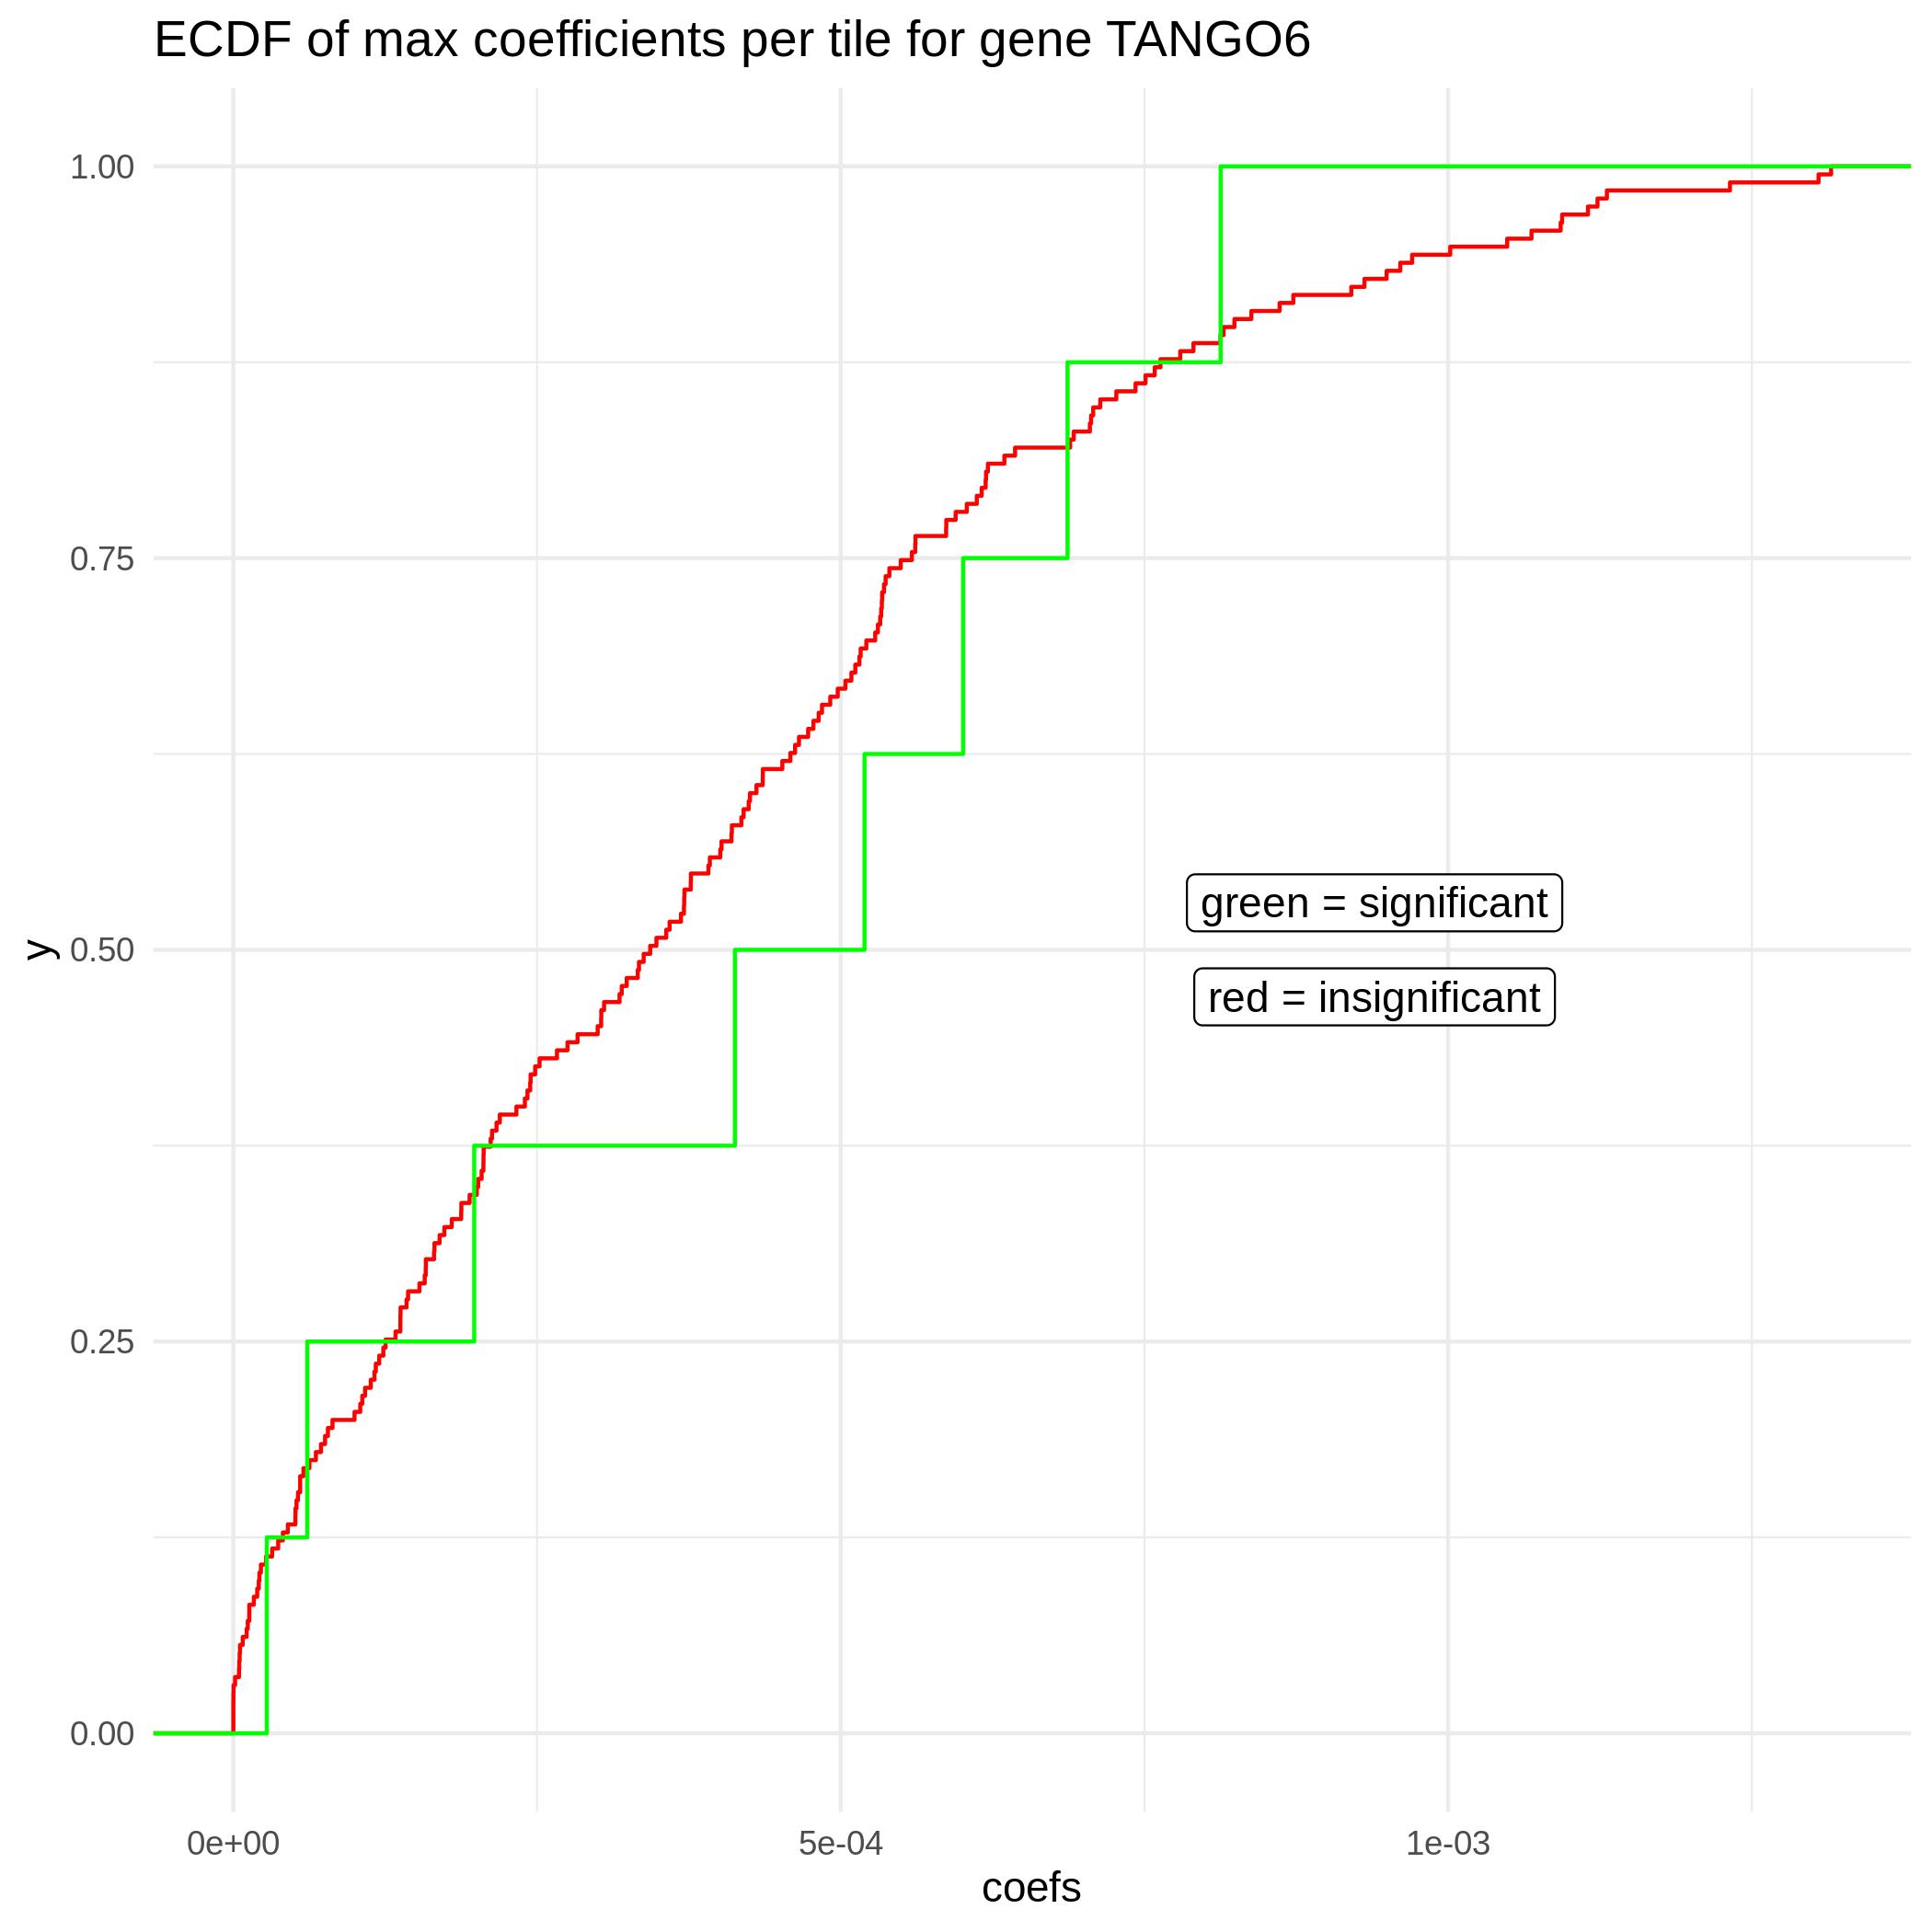 ECDF of max coefficients per tile for gene TANGO6
1.00
0.75
0.50
0.25
0.00
y
green = significant
red = insignificant
0e+00
5e-04
1e-03
coefs